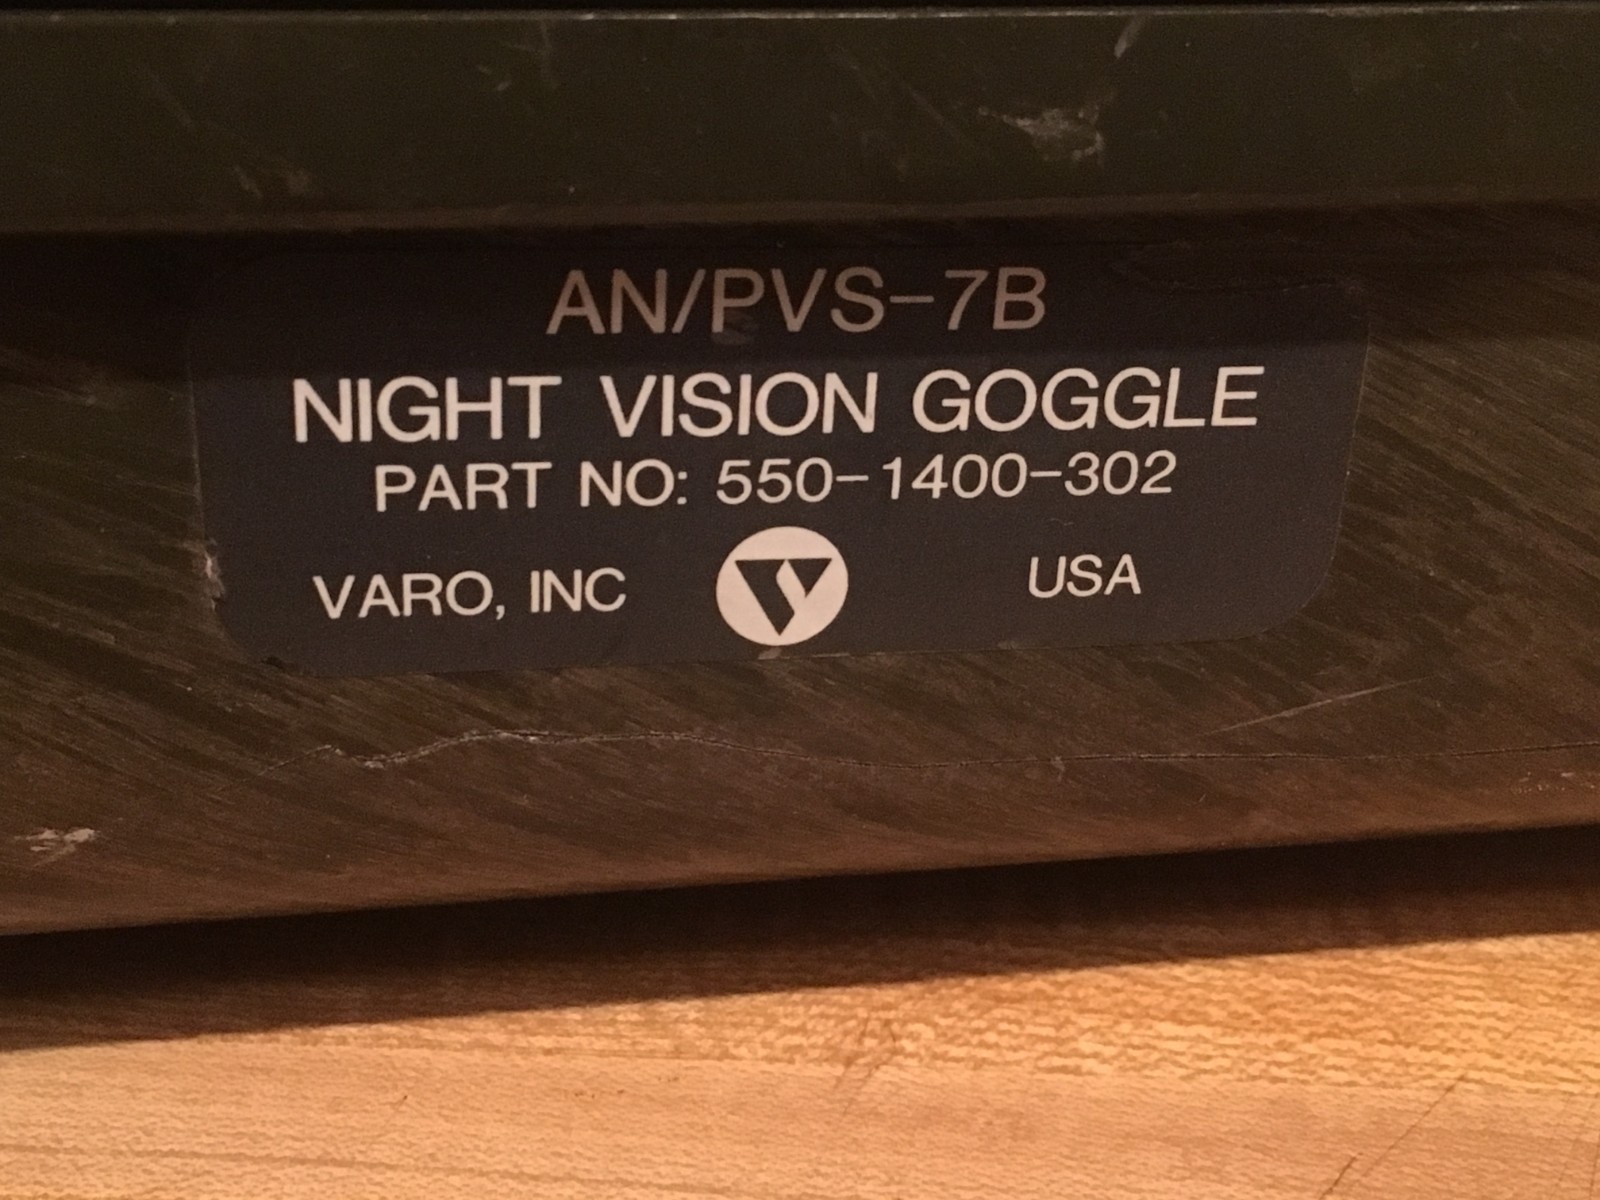 AN/PVS-7B
NIGHT VISION GOGGLE
PART NO: 550-1400-302
VARO, INC USA